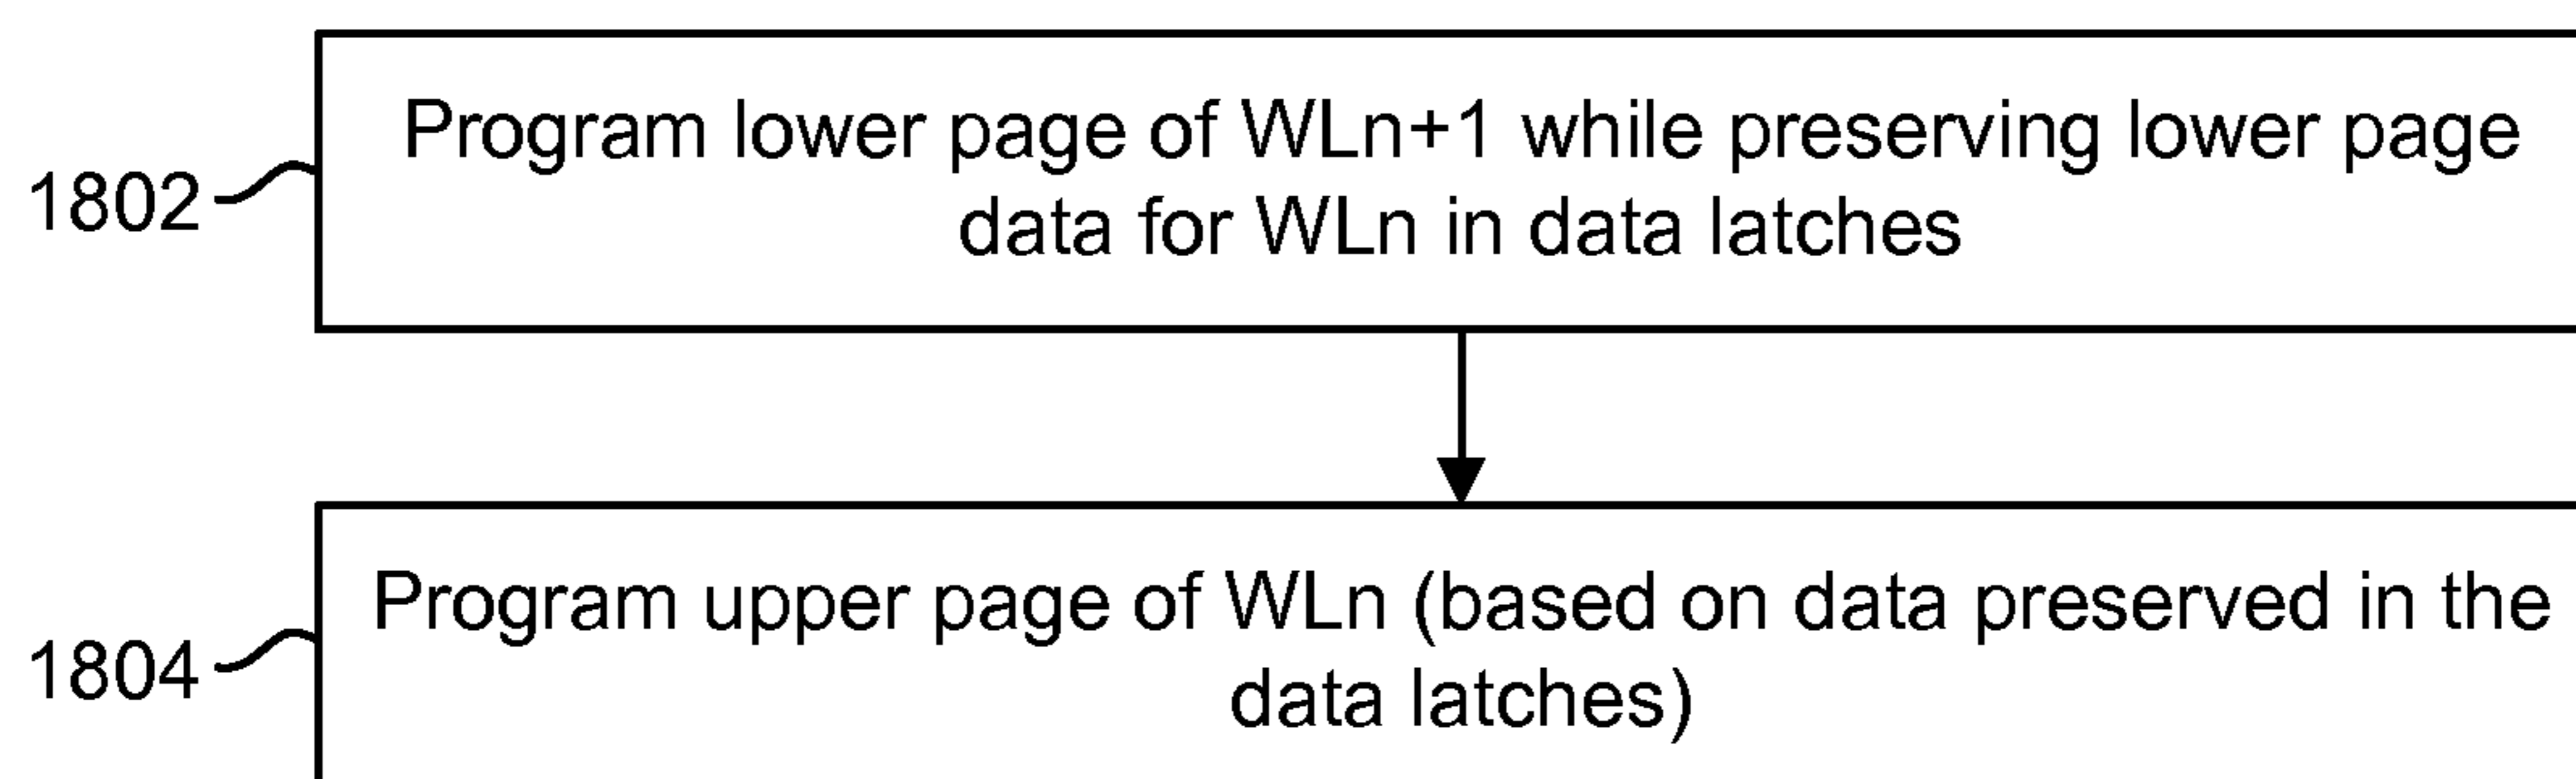 Program lower page of WLn+1 while preserving lower page
1802
data for WLn in data latches
Program upper page of WLn (based on data preserved in the
1804
data latches)